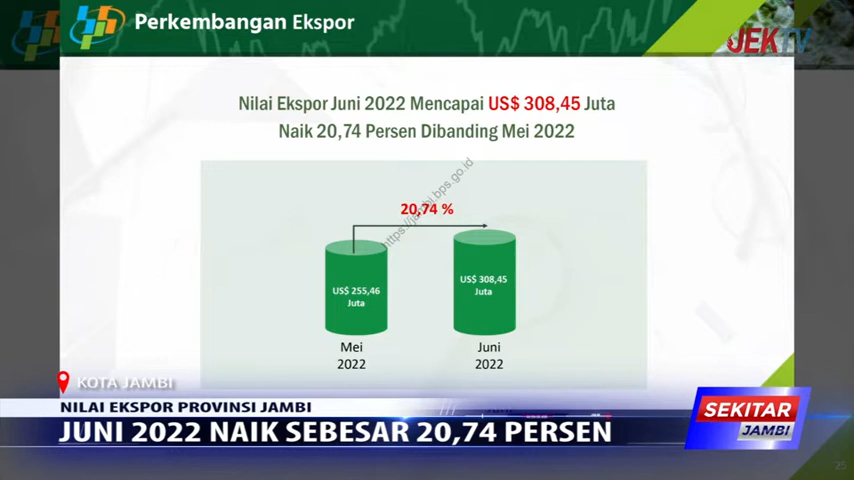 Perkembangan Ekspor
JEKTV
Nilai Ekspor Juni 2022 Mencapai US$ 308,45 Juta
Naik 20,74 Persen Dibanding Mei 2022
https://jambi.bps.go.id
20,74 %
US$ 255,46
Juta
US$ 308,45
Juta
Mei
2022
Juni
2022
KOTA JAMBI
NILAI EKSPOR PROVINSI JAMBI
JUNI 2022 NAIK SEBESAR 20,74 PERSEN
SEKITAR
JAMBI
25